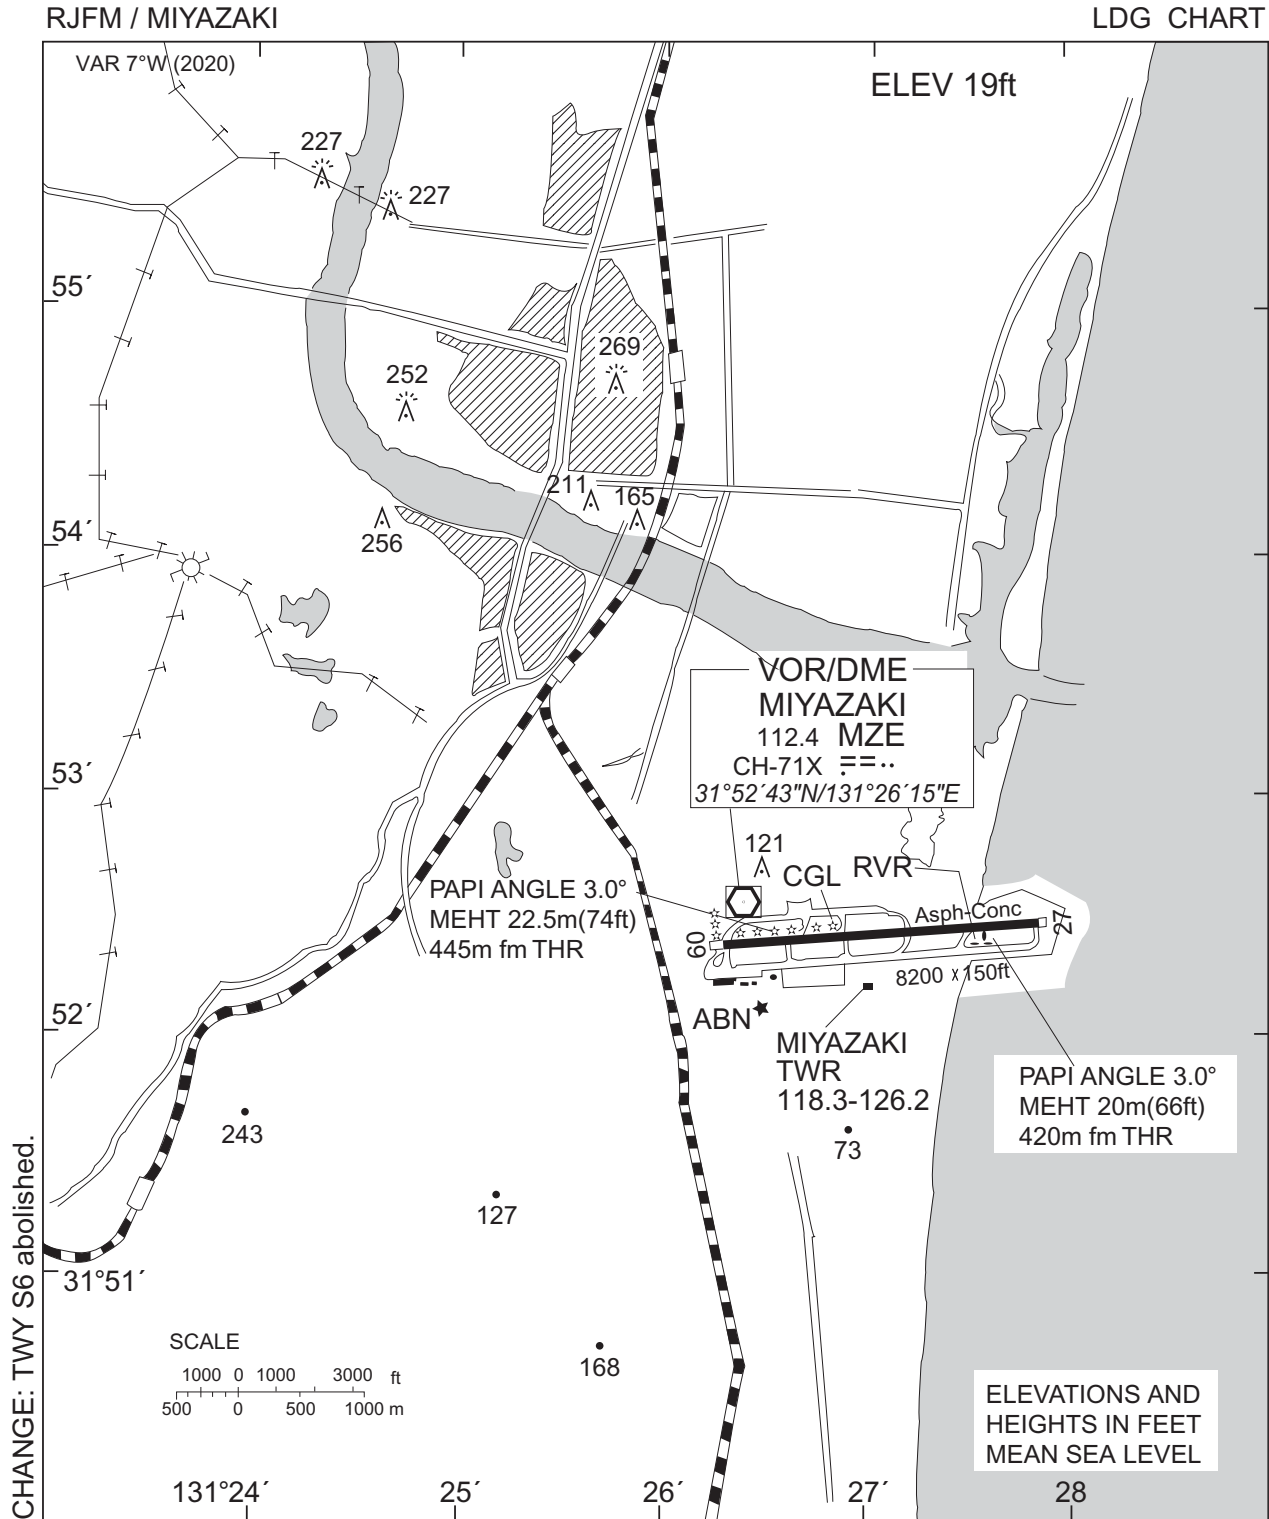 RJFM / MIYAZAKI
LDG CHART
VAR 7°W (2020)
ELEV 19ft
227
227
55´
269
252
211
165
54´
256
VOR/DME
MIYAZAKI
112.4 MZE
CH-71X
31°52´43"N/131°26´15"E
53´
121
CGL
RVR
PAPI ANGLE 3.0°
MEHT 22.5m(74ft)
445m fm THR
Asph-Conc
09
27
8200 x 150ft
52´
ABN
MIYAZAKI
TWR
118.3-126.2
PAPI ANGLE 3.0°
MEHT 20m(66ft)
420m fm THR
243
73
127
31°51´
168
SCALE
1000 0 1000 3000 ft
500 0 500 1000 m
ELEVATIONS AND
HEIGHTS IN FEET
MEAN SEA LEVEL
131°24´
25´
26´
27´
28
CHANGE: TWY S6 abolished.